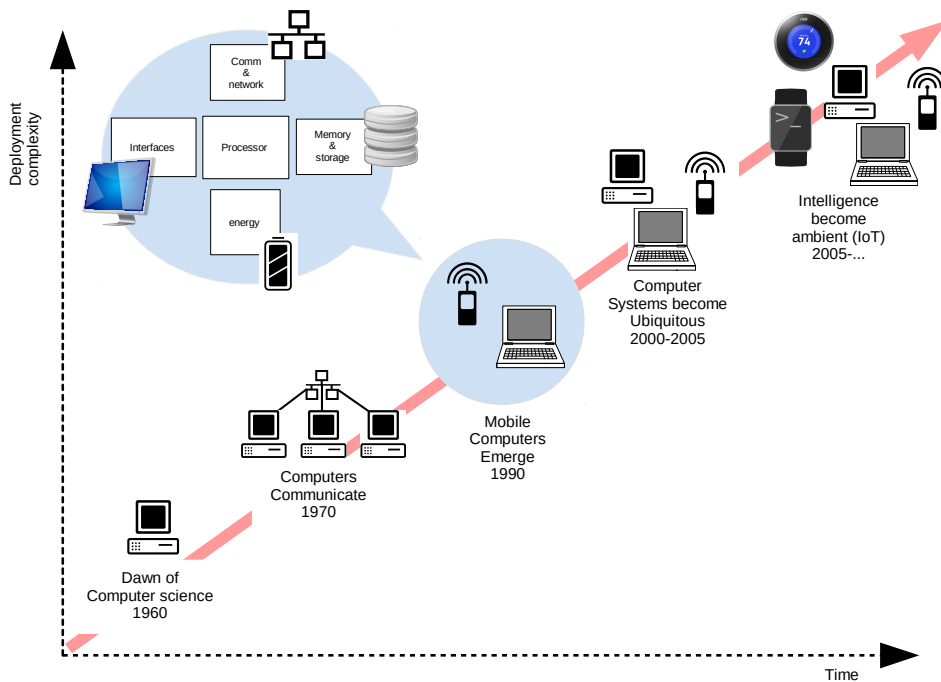 Deployment
complexity
Comm
&
network
Interfaces
Processor
Memory
&
storage
energy
74
>_
Intelligence
become
ambient (IoT)
2005-...
Computer
Systems become
Ubiquitous
2000-2005
Mobile
Computers
Emerge
1990
Computers
Communicate
1970
Dawn of
Computer science
1960
Time